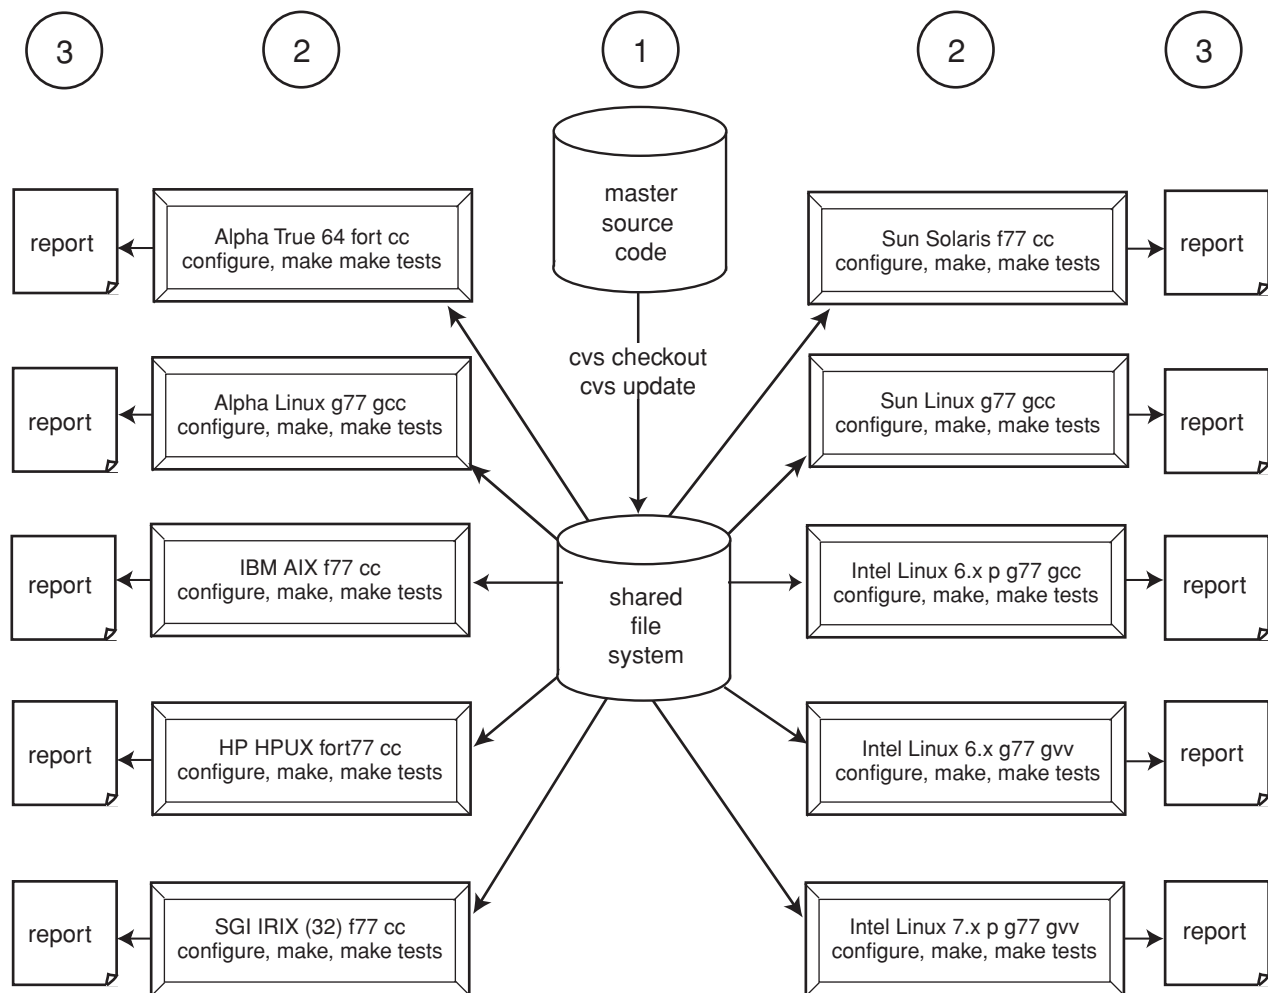 3
2
1
2
3
master
source
code
cvs checkout
cvs update
shared
file
system
report
Alpha True 64 fort cc
configure, make make tests
report
Alpha Linux g77 gcc
configure, make, make tests
report
IBM AIX f77 cc
configure, make, make tests
report
HP HPUX fort77 cc
configure, make, make tests
report
SGI IRIX (32) f77 cc
configure, make, make tests
Sun Solaris f77 cc
configure, make, make tests
report
Sun Linux g77 gcc
configure, make, make tests
report
Intel Linux 6.x p g77 gcc
configure, make, make tests
report
Intel Linux 6.x g77 gvv
configure, make, make tests
report
Intel Linux 7.x p g77 gvv
configure, make, make tests
report